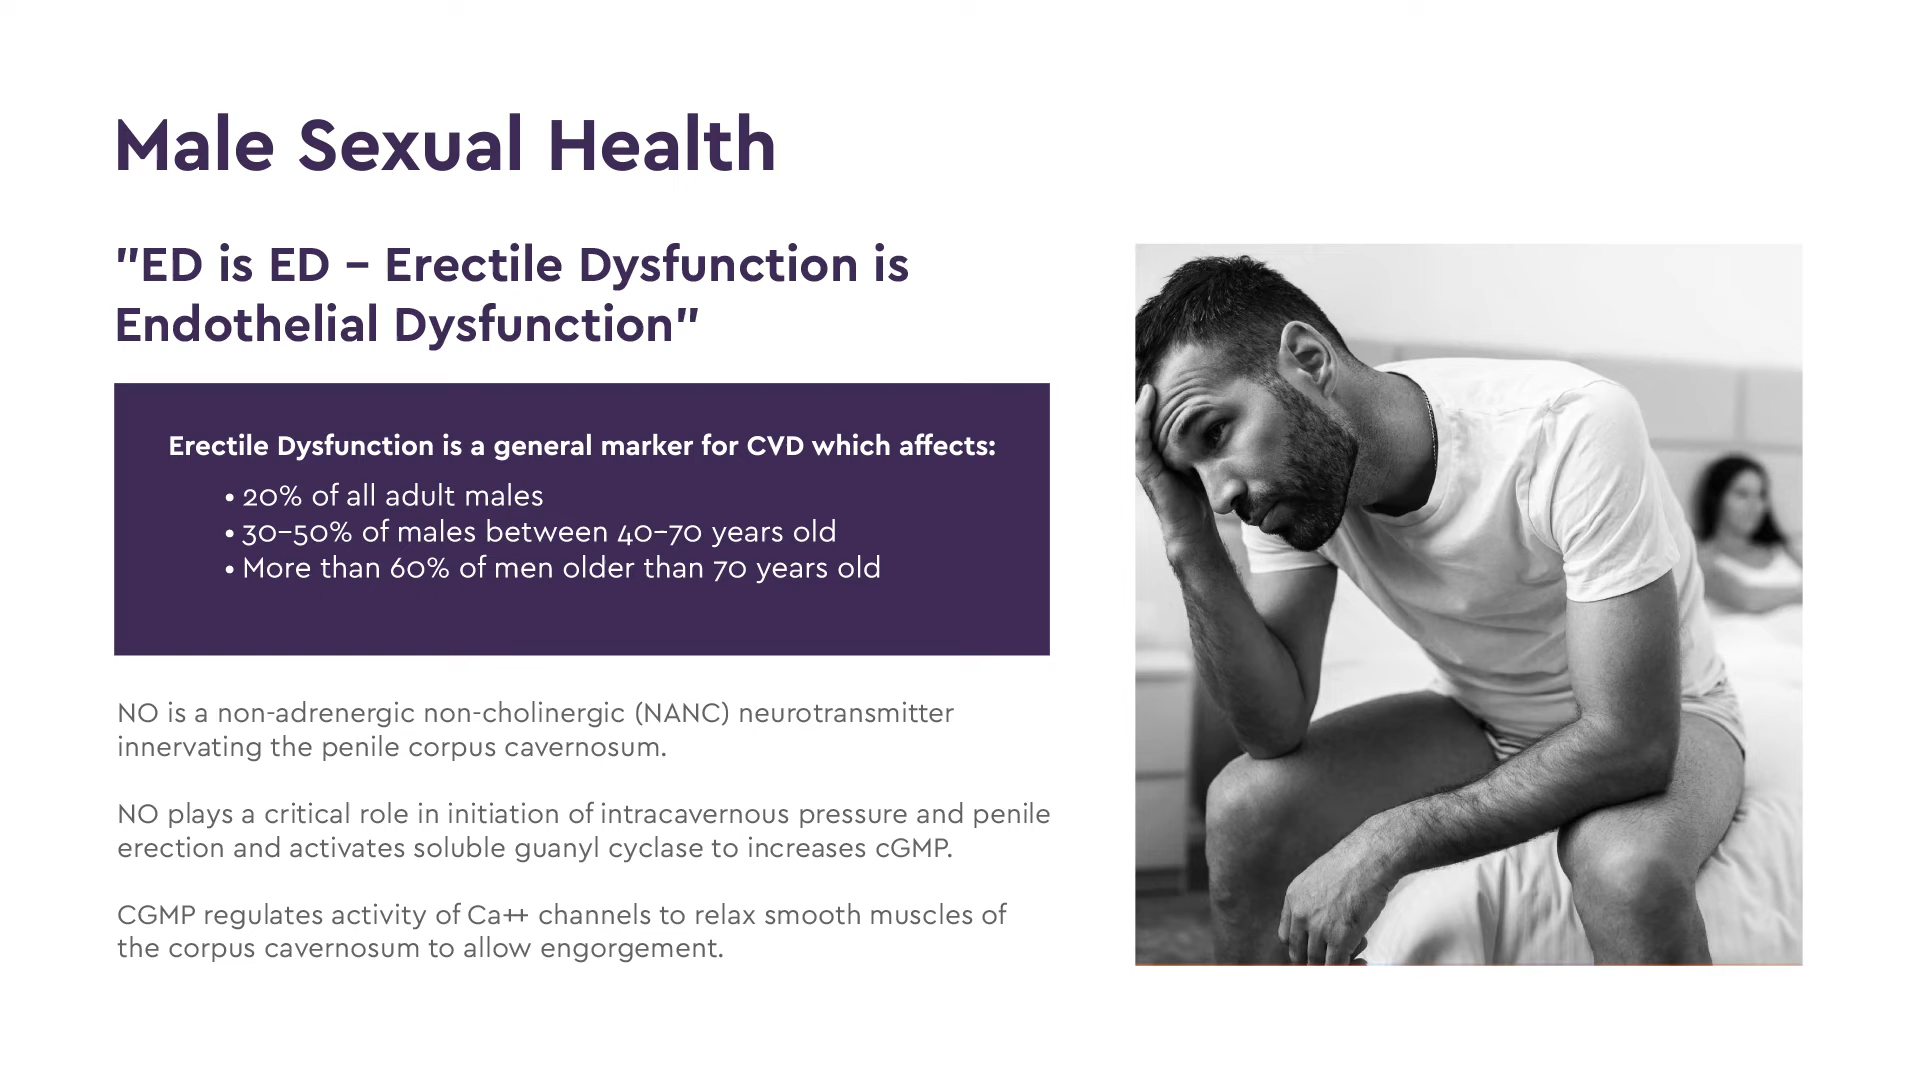 Male Sexual Health
"ED is ED – Erectile Dysfunction is
Endothelial Dysfunction"
Erectile Dysfunction is a general marker for CVD which affects:
• 20% of all adult males
• 30-50% of males between 40-70 years old
• More than 60% of men older than 70 years old
NO is a non-adrenergic non-cholinergic (NANC) neurotransmitter
innervating the penile corpus cavernosum.
NO plays a critical role in initiation of intracavernous pressure and penile
erection and activates soluble guanyl cyclase to increases cGMP.
CGMP regulates activity of Ca++ channels to relax smooth muscles of
the corpus cavernosum to allow engorgement.